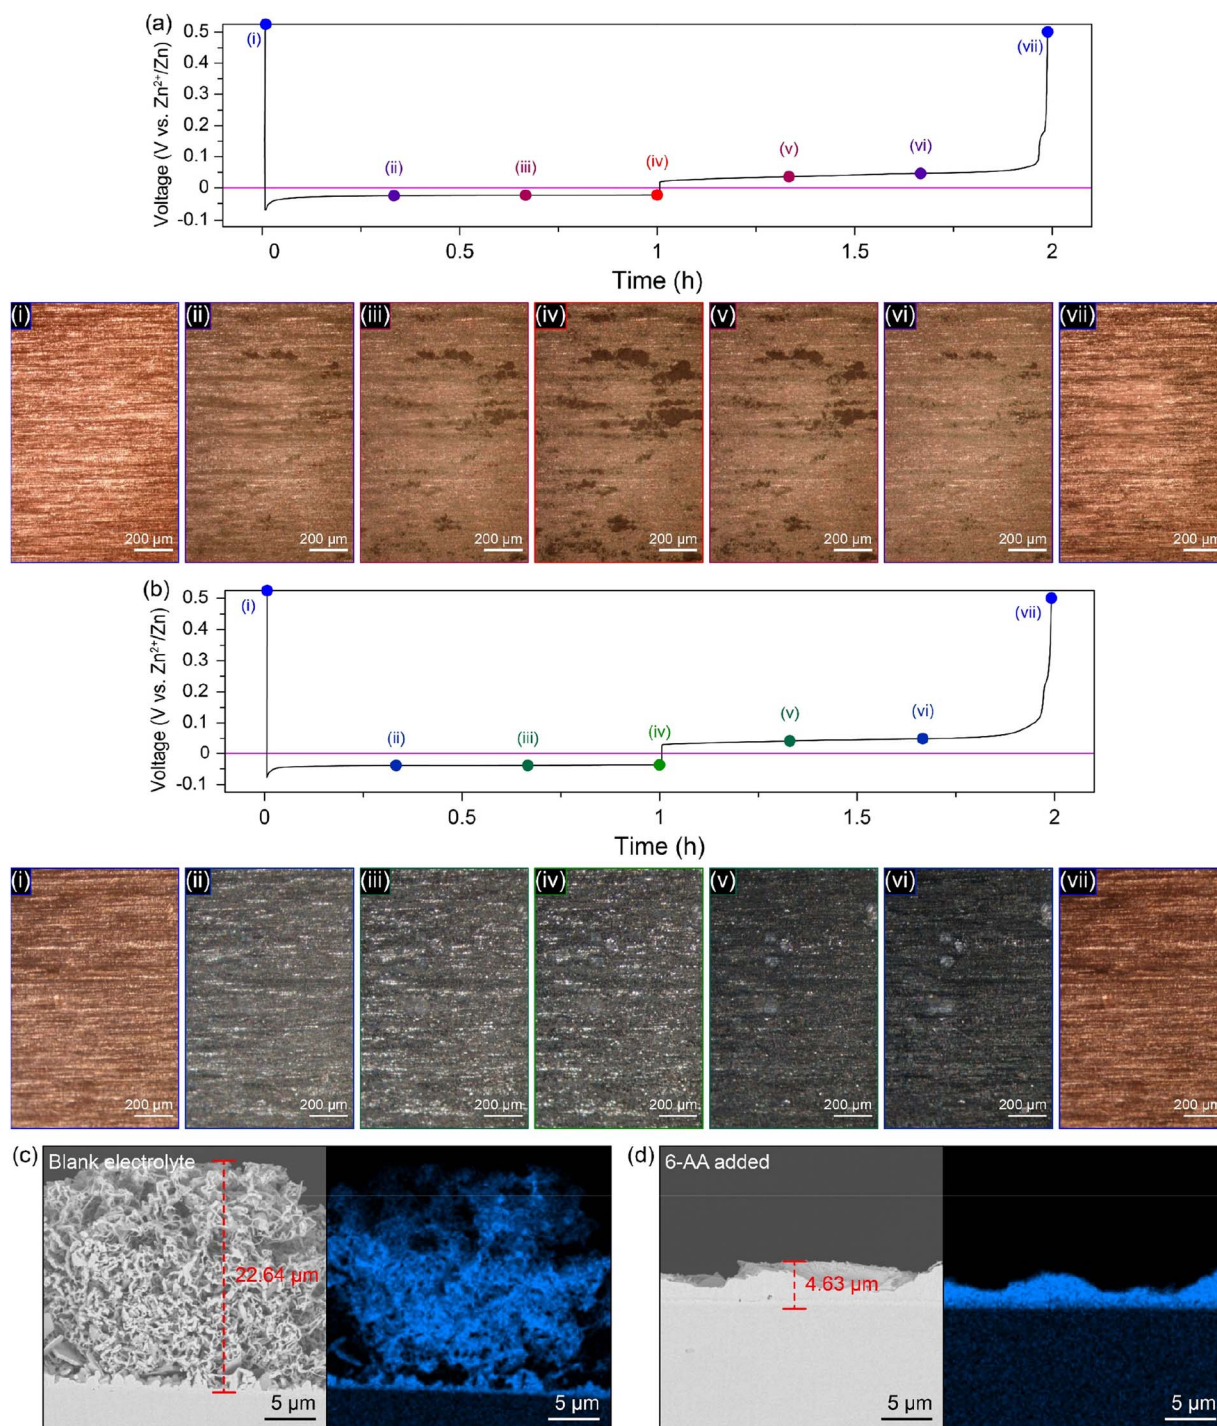 (a)
Voltage (V vs. Zn²⁺/Zn)
0.5
0.4
0.3
0.2
0.1
0
-0.1
(i)
(ii)
(iii)
(iv)
(v)
(vi)
(vii)
0 0.5 1 1.5 2
Time (h)
(i) (ii) (iii) (iv) (v) (vi) (vii)
200 µm 200 µm 200 µm 200 µm 200 µm 200 µm 200 µm
(b)
Voltage (V vs. Zn²⁺/Zn)
0.5
0.4
0.3
0.2
0.1
0
-0.1
(i)
(ii)
(iii)
(iv)
(v)
(vi)
(vii)
0 0.5 1 1.5 2
Time (h)
(i) (ii) (iii) (iv) (v) (vi) (vii)
200 µm 200 µm 200 µm 200 µm 200 µm 200 µm 200 µm
(c)
Blank electrolyte
22.64 µm
5 µm 5 µm
(d)
6-AA added
4.63 µm
5 µm 5 µm